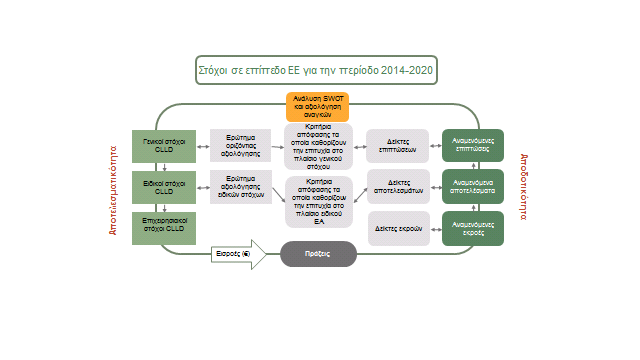 Στόχοι σε επίπεδο ΕΕ για την περίοδο 2014-2020
Ανάλυση SWOT
και αξιολόγηση
αναγκών
Γενικοί στόχοι
CLLD
Ερώτημα
οριζόντιας
αξιολόγησης
Κριτήρια
απόφασης τα
οποία καθορίζουν
την επιτυχία στο
πλαίσιο γενικού
στόχου
Δείκτες
επιπτώσεων
Αναμενόμενες
επιπτώσεις
Ειδικοί στόχοι
CLLD
Ερώτημα
αξιολόγησης
ειδικών στόχων
Κριτήρια
απόφασης τα
οποία καθορίζουν
την επιτυχία στο
πλαίσιο ειδικού
ΕΑ
Δείκτες
αποτελεσμάτων
Αναμενόμενα
αποτελέσματα
Επιχειρησιακοί
στόχοι CLLD
Δείκτες εκροών
Αναμενόμενες
εκροές
Εισροές (€)
Πράξεις
Αποτελεσματικότητα
Αποδοτικότητα